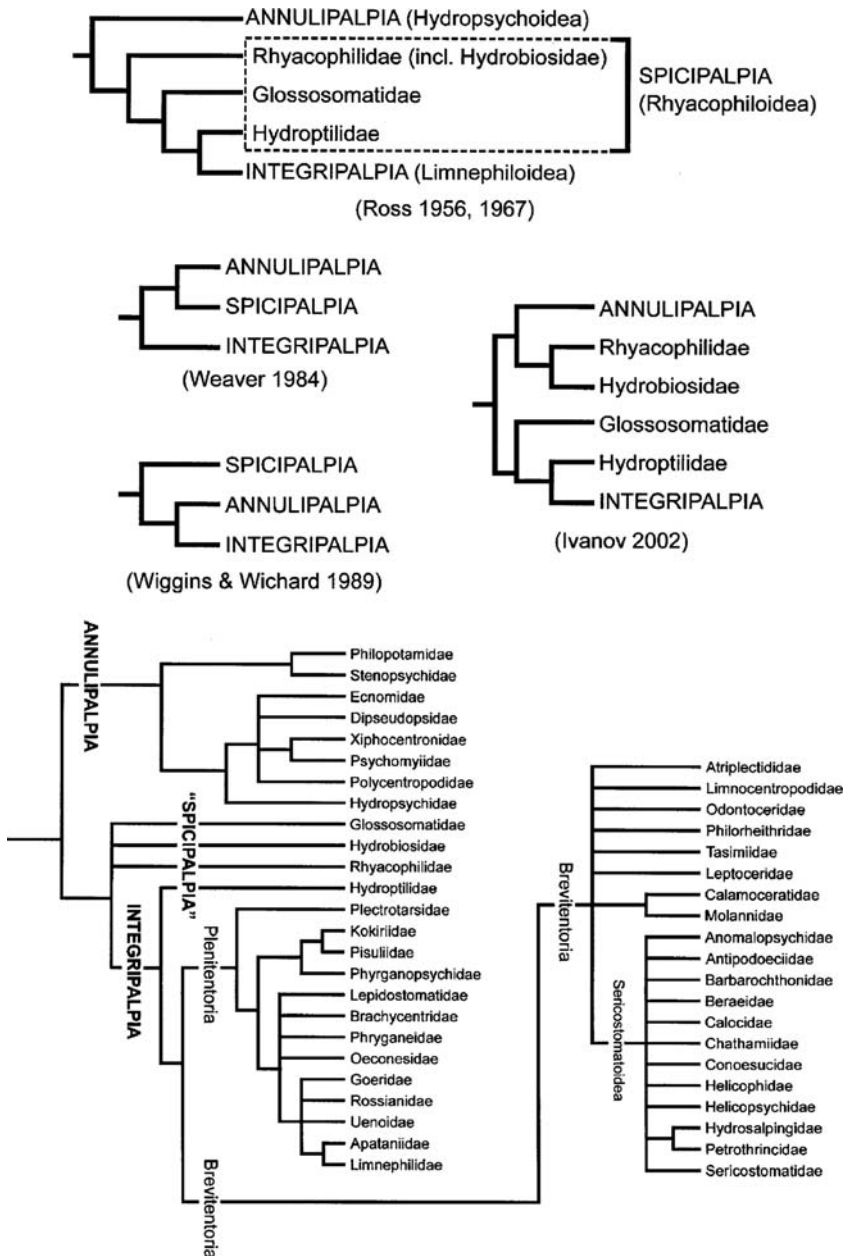 ANNULIPALPIA (Hydropsychoidea)
Rhyacophilidae (incl. Hydrobiosidae)
Glossosomatidae
Hydroptilidae
INTEGRIPALPIA (Limnephiloidea)
SPICIPALPIA
(Rhyacophiloidea)
(Ross 1956, 1967)
ANNULIPALPIA
SPICIPALPIA
INTEGRIPALPIA
(Weaver 1984)
SPICIPALPIA
ANNULIPALPIA
INTEGRIPALPIA
(Wiggins & Wichard 1989)
ANNULIPALPIA
Rhyacophilidae
Hydrobiosidae
Glossosomatidae
Hydroptilidae
INTEGRIPALPIA
(Ivanov 2002)
ANNULIPALPIA
"SPICIPALPIA"
INTEGRIPALPIA
Plenitentoria
Brevitentoria
Philopotamidae
Stenopsychidae
Ecnomidae
Dipseudopsidae
Xiphocentronidae
Psychomyiidae
Polycentropodidae
Hydropsychidae
Glossosomatidae
Hydrobiosidae
Rhyacophilidae
Hydroptilidae
Plectrotarsidae
Kokiriidae
Pisuliidae
Phyrganopsychidae
Lepidostomatidae
Brachycentridae
Phryganeidae
Oeconesidae
Goeridae
Rossianidae
Uenoidae
Apataniidae
Limnephilidae
Brevitentoria
Sericostomatoidea
Atriplectididae
Limnocentropodidae
Odontoceridae
Philorheithridae
Tasimiidae
Leptoceridae
Calamoceratidae
Molannidae
Anomalopsychidae
Antipodoeciidae
Barbarochthonidae
Beraeidae
Calocidae
Chathamiidae
Conoesucidae
Helicophidae
Helicopsychidae
Hydrosalpingidae
Petrothrincidae
Sericostomatidae